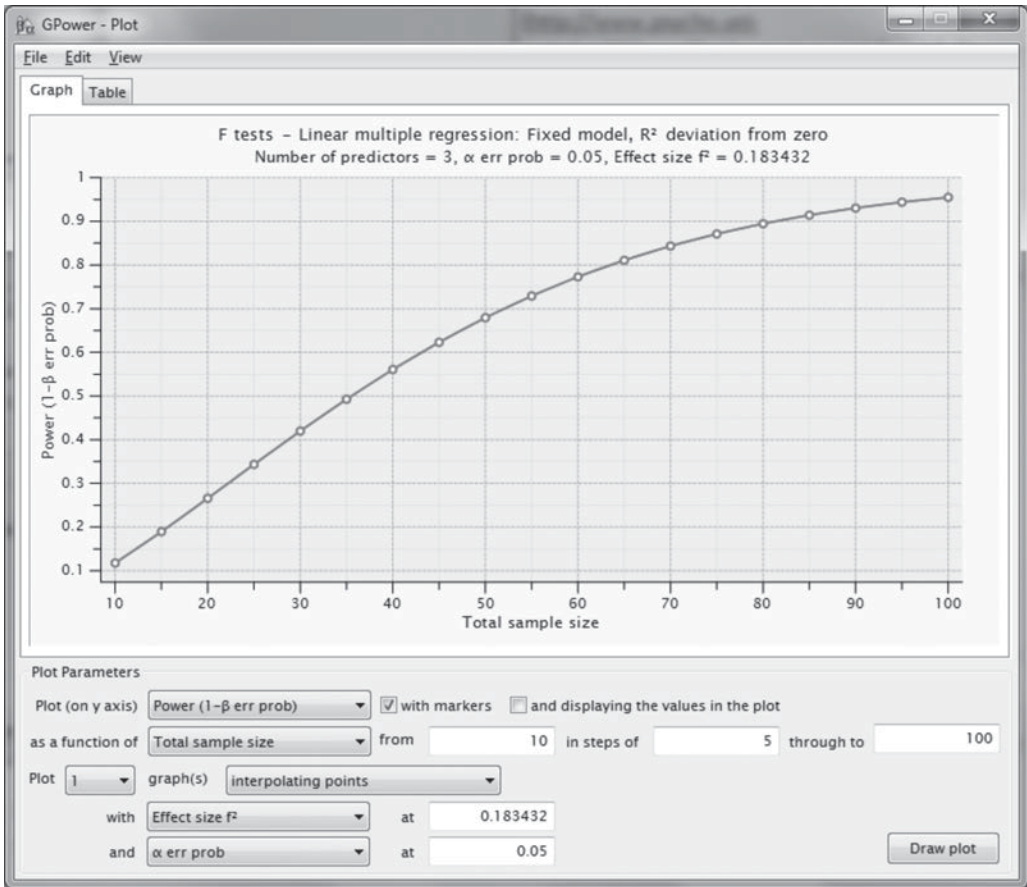 βα GPower - Plot
File Edit View
Graph Table
F tests – Linear multiple regression: Fixed model, R² deviation from zero
Number of predictors = 3, α err prob = 0.05, Effect size f² = 0.183432
Power (1-β err prob)
1
0.9
0.8
0.7
0.6
0.5
0.4
0.3
0.2
0.1
10 20 30 40 50 60 70 80 90 100
Total sample size
Plot Parameters
Plot (on y axis) Power (1-β err prob) with markers and displaying the values in the plot
as a function of Total sample size from 10 in steps of 5 through to 100
Plot 1 graph(s) interpolating points
with Effect size f² at 0.183432
and α err prob at 0.05
Draw plot